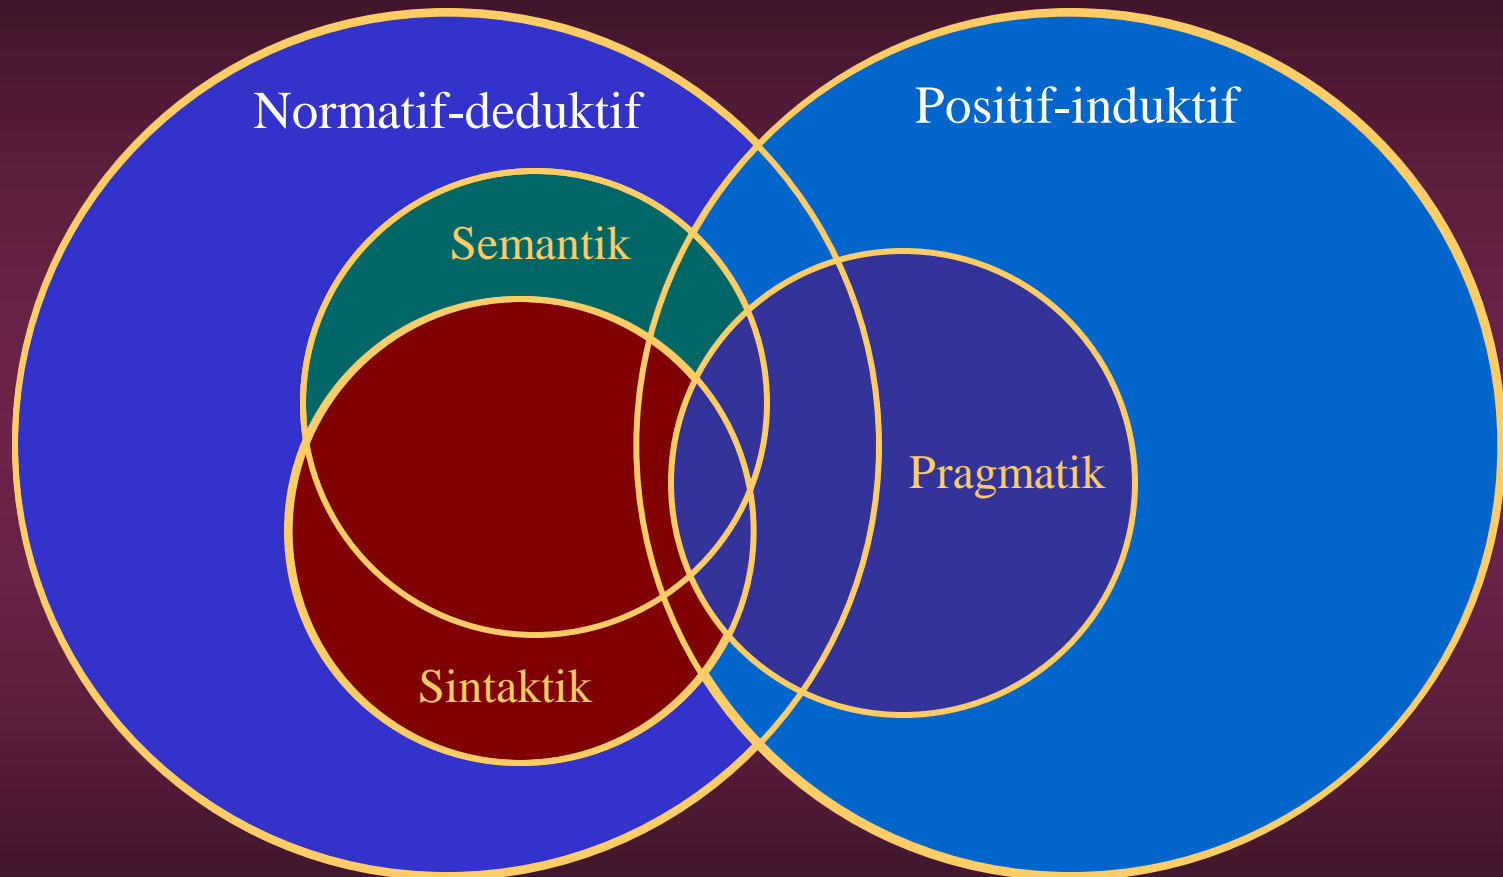 Normatif-deduktif
Positif-induktif
Semantik
Pragmatik
Sintaktik